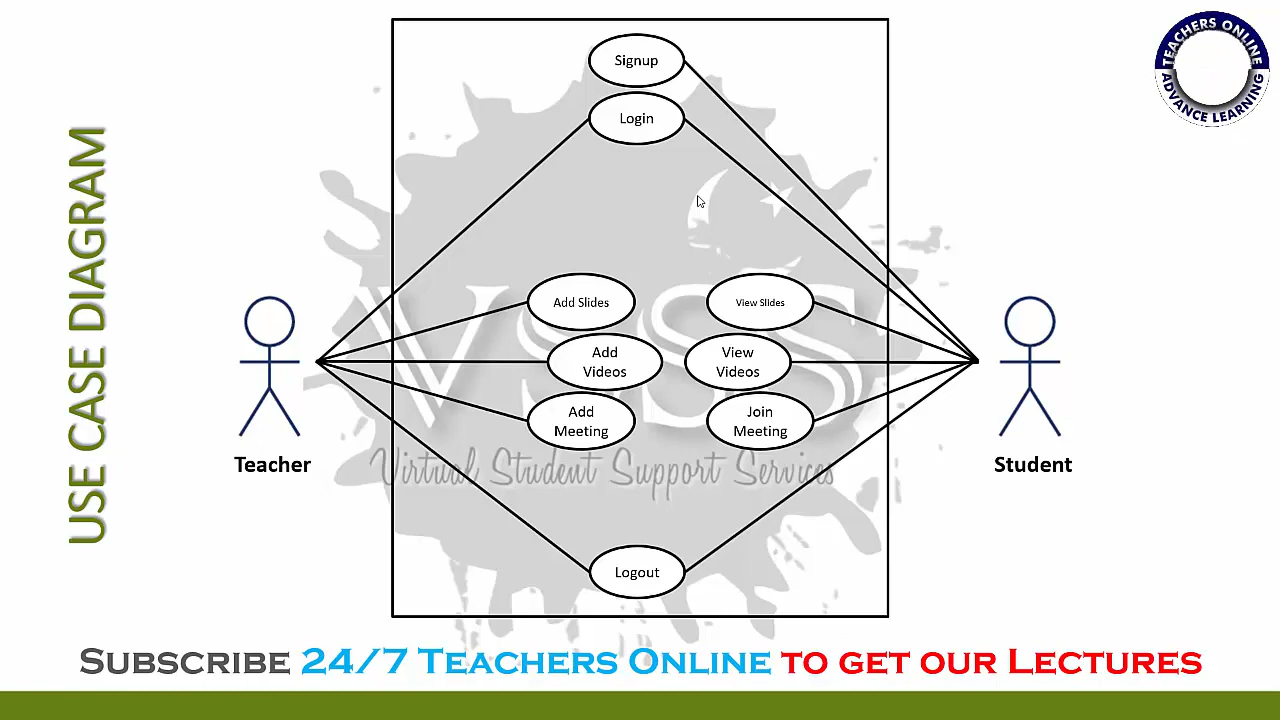 TEACHERS ONLINE
ADVANCE LEARNING
USE CASE DIAGRAM
Signup
Login
Add Slides
View Slides
Add
Videos
View
Videos
Add
Meeting
Join
Meeting
VSSS
Teacher
Student
Virtual Student Support Services
Logout
SUBSCRIBE 24/7 TEACHERS ONLINE TO GET OUR LECTURES